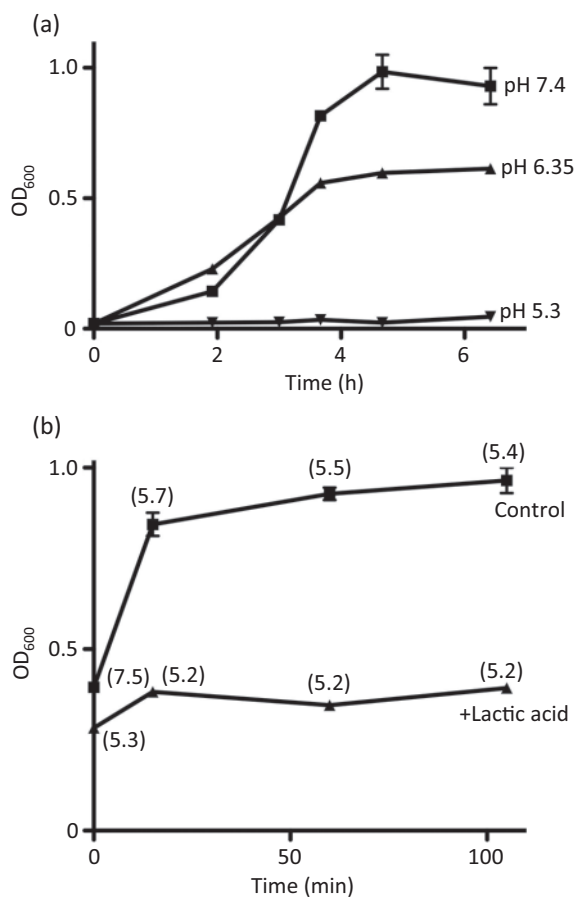 (a)
1.0
0.5
0
OD600
pH 7.4
pH 6.35
pH 5.3
0 2 4 6
Time (h)
(b)
1.0
0.5
0
OD600
(5.7)
(5.5)
(5.4)
Control
(7.5) (5.2)
(5.2)
(5.2)
+Lactic acid
(5.3)
0 50 100
Time (min)